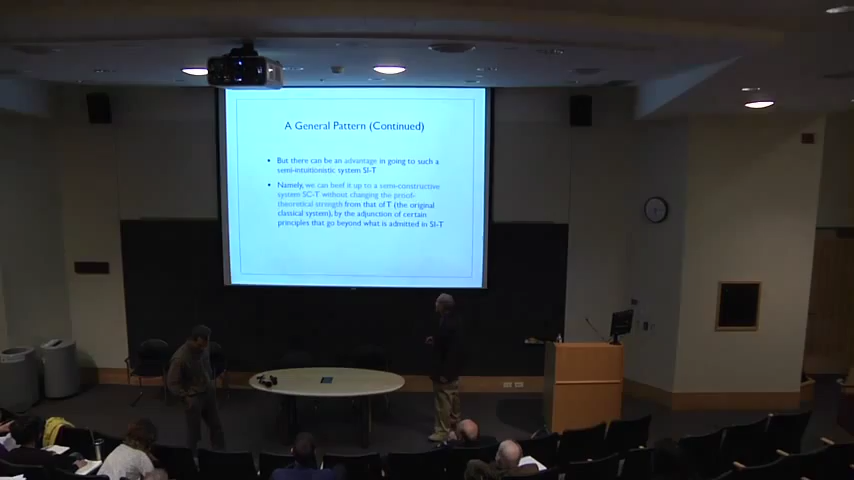 A General Pattern (Continued)
• But there can be an advantage in going to such a
semi-intuitionistic system SI-T
• Namely, we can beef it up to a semi-constructive
system SC-T without changing the proof-
theoretical strength from that of T (the original
classical system), by the adjunction of certain
principles that go beyond what is admitted in SI-T